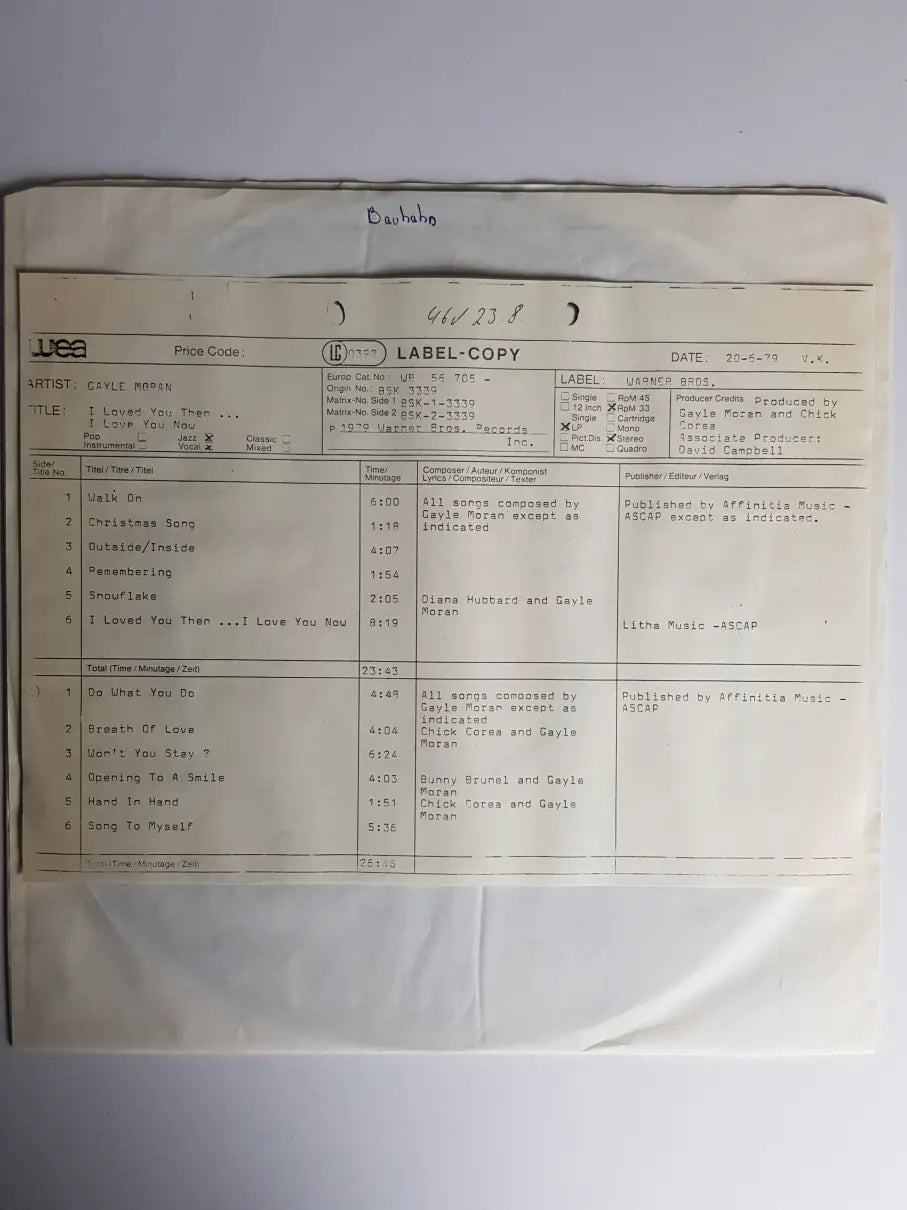 Bauhahn
46✓ 23.8.
wea
Price Code:
LC 0392
LABEL-COPY
DATE: 20-6-79 V.K.
ARTIST: GAYLE MORAN
TITLE: I Loved You Then ...
I Love You Now
Pop
Jazz
Classic
Instrumental
Vocal
Mixed
Europ. Cat. No.: WB 56 705 -
Origin No.: BSK 3339
Matrix-No. Side 1 BSK-1-3339
Matrix-No. Side 2 BSK-2-3339
P 1979 Warner Bros. Records
Inc.
LABEL: WARNER BROS.
Single RpM 45
12 Inch RpM 33
Single Cartridge
LP Mono
Pict.Dis. Stereo
MC Quadro
Producer Credits: Produced by
Gayle Moran and Chick
Corea
Associate Producer:
David Campbell
Side/
Title No.
Titel / Titre / Titel
Time/
Minutage
Composer / Auteur / Komponist
Lyrics / Compositeur / Texter
Publisher / Editeur / Verlag
1 Walk On 6:00 All songs composed by Published by Affinitia Music -
Gayle Moran except as ASCAP except as indicated.
2 Christmas Song 1:18 indicated
3 Outside/Inside 4:07
4 Remembering 1:54
5 Snowflake 2:05 Diana Hubbard and Gayle
Moran
6 I Loved You Then ...I Love You Now 8:19 Litha Music -ASCAP
Total (Time / Minutage / Zeit) 23:43
1 Do What You Do 4:49 All songs composed by Published by Affinitia Music -
Gayle Moran except as ASCAP
indicated
2 Breath Of Love 4:04 Chick Corea and Gayle
Moran
3 Won't You Stay ? 6:24
4 Opening To A Smile 4:03 Bunny Brunel and Gayle
Moran
5 Hand In Hand 1:51 Chick Corea and Gayle
Moran
6 Song To Myself 5:36
Total (Time / Minutage / Zeit) 26:46